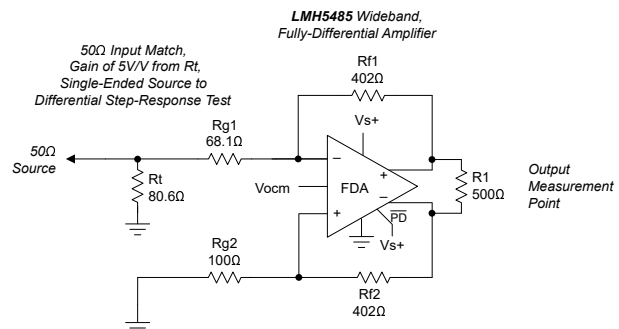 LMH5485 Wideband,
Fully-Differential Amplifier
50Ω Input Match,
Gain of 5V/V from Rt,
Single-Ended Source to
Differential Step-Response Test
Rf1
402Ω
Vs+
Rg1
68.1Ω
50Ω
Source
Rt
80.6Ω
Vocm
−
+
FDA
+
−
PD
Vs+
R1
500Ω
Output
Measurement
Point
Rg2
100Ω
Rf2
402Ω